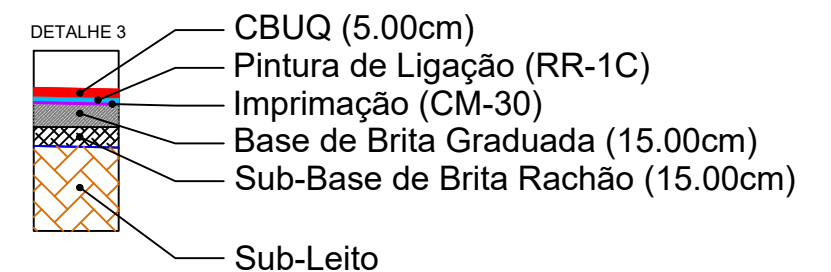 DETALHE 3
CBUQ (5.00cm)
Pintura de Ligação (RR-1C)
Imprimação (CM-30)
Base de Brita Graduada (15.00cm)
Sub-Base de Brita Rachão (15.00cm)
Sub-Leito